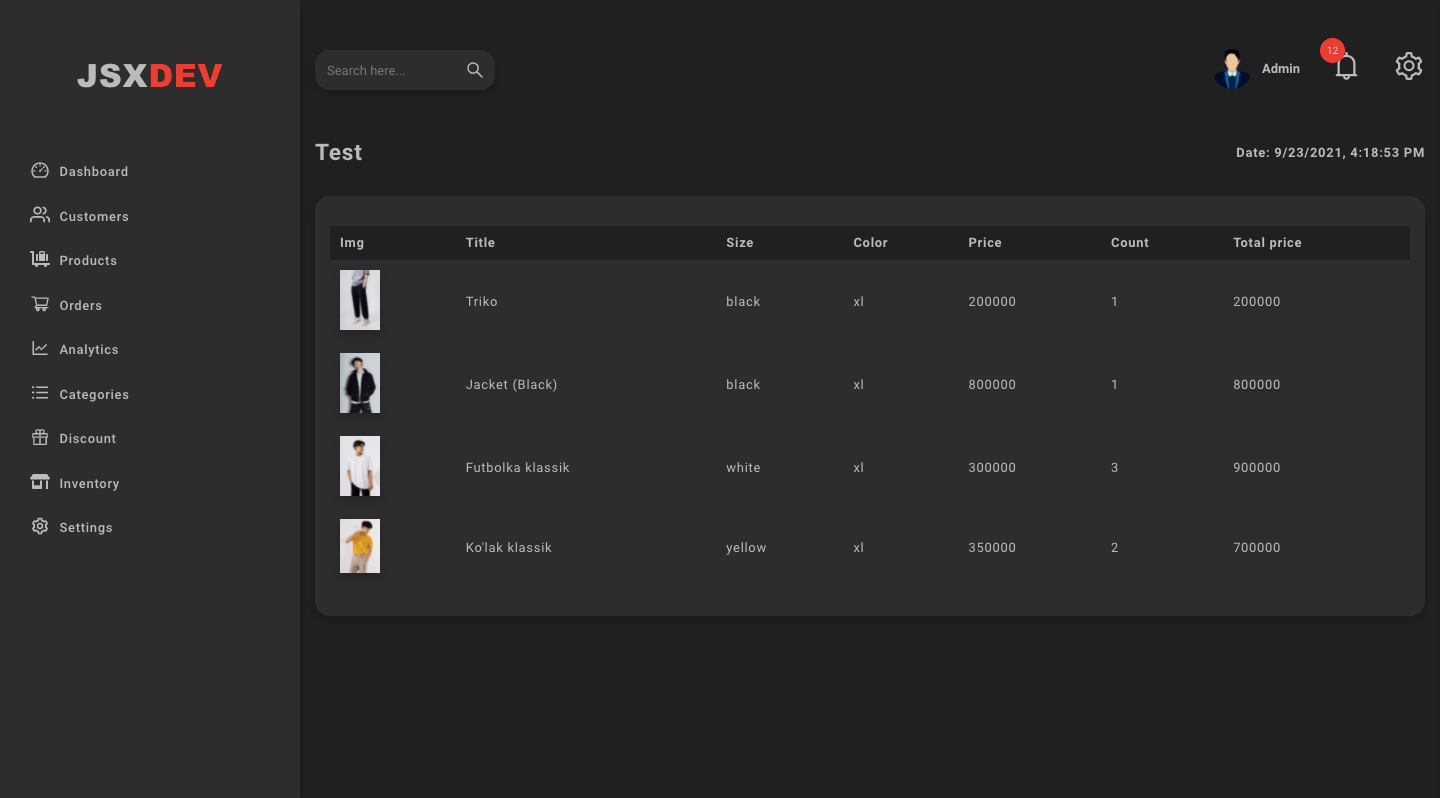 JSXDEV
Search here...
Admin
12
Test
Date: 9/23/2021, 4:18:53 PM
Dashboard
Customers
Products
Orders
Analytics
Categories
Discount
Inventory
Settings
Img Title Size Color Price Count Total price
Triko black xl 200000 1 200000
Jacket (Black) black xl 800000 1 800000
Futbolka klassik white xl 300000 3 900000
Ko'lak klassik yellow xl 350000 2 700000